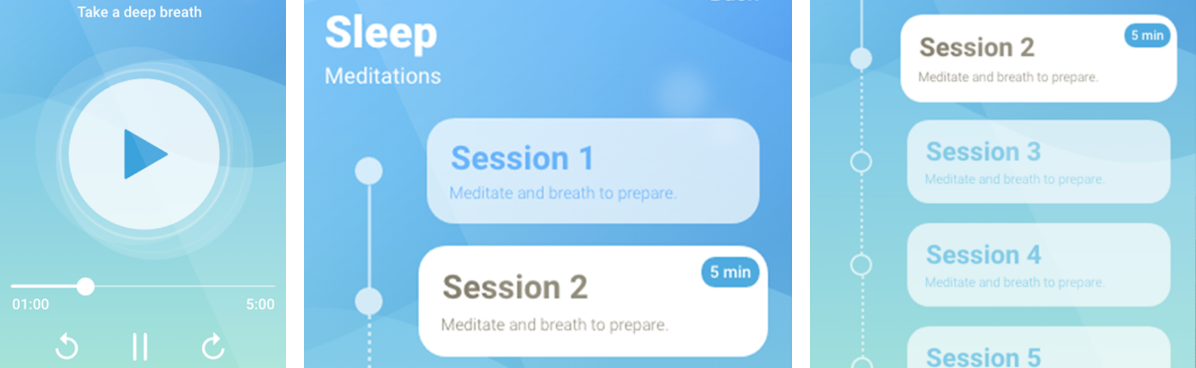 Take a deep breath
01:00
5:00
Sleep
Meditations
Session 1
Meditate and breath to prepare.
5 min
Session 2
Meditate and breath to prepare.
5 min
Session 2
Meditate and breath to prepare.
Session 3
Meditate and breath to prepare.
Session 4
Meditate and breath to prepare.
Session 5